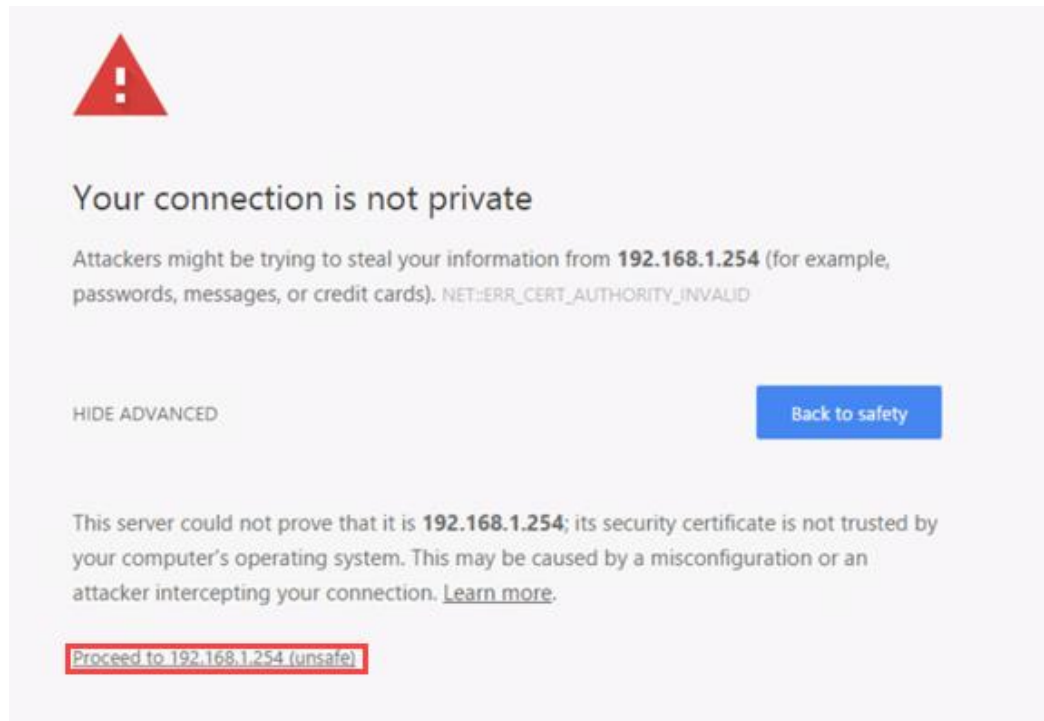 Your connection is not private
Attackers might be trying to steal your information from 192.168.1.254 (for example,
passwords, messages, or credit cards). NET::ERR_CERT_AUTHORITY_INVALID
HIDE ADVANCED
Back to safety
This server could not prove that it is 192.168.1.254; its security certificate is not trusted by
your computer's operating system. This may be caused by a misconfiguration or an
attacker intercepting your connection. Learn more.
Proceed to 192.168.1.254 (unsafe)